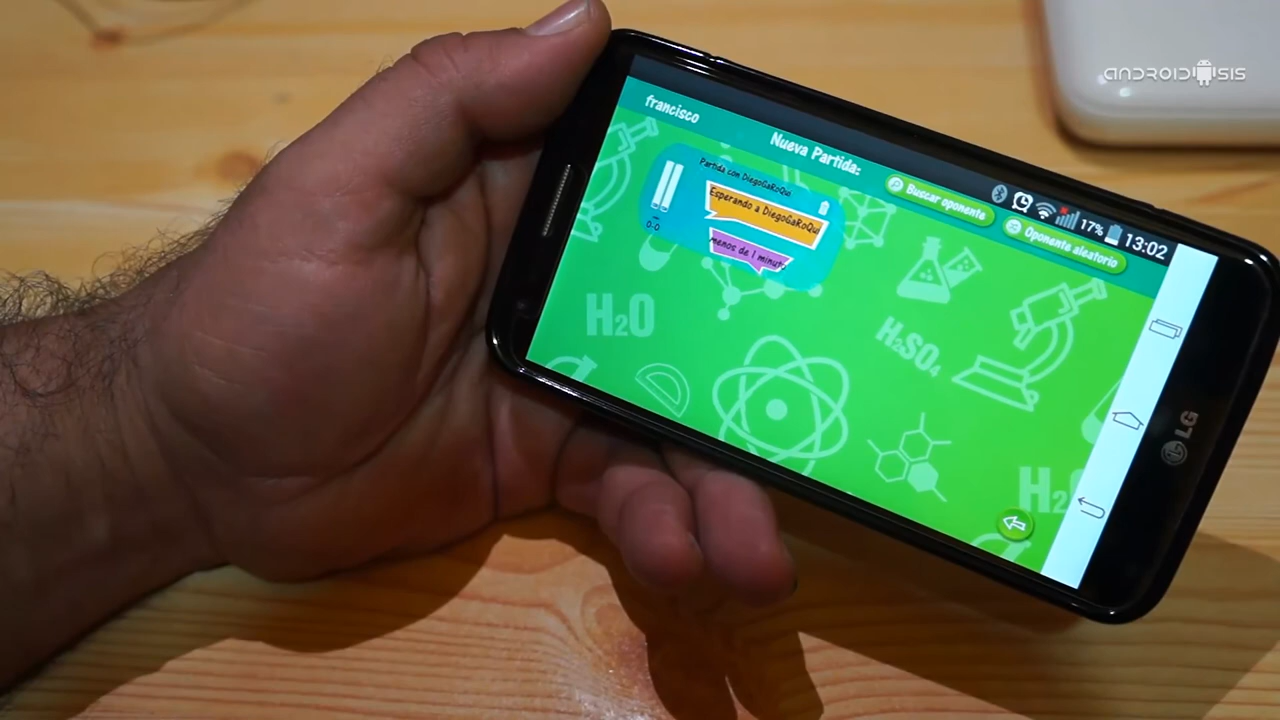 ANDROIDSIS
francisco
Nueva Partida:
Buscar oponente
Oponente aleatorio
17%
13:02
Partida con DiegoGaRoQui
Esperando a DiegoGaRoQui
menos de 1 minuto
0-0
H2O
H2SO4
H2
LG